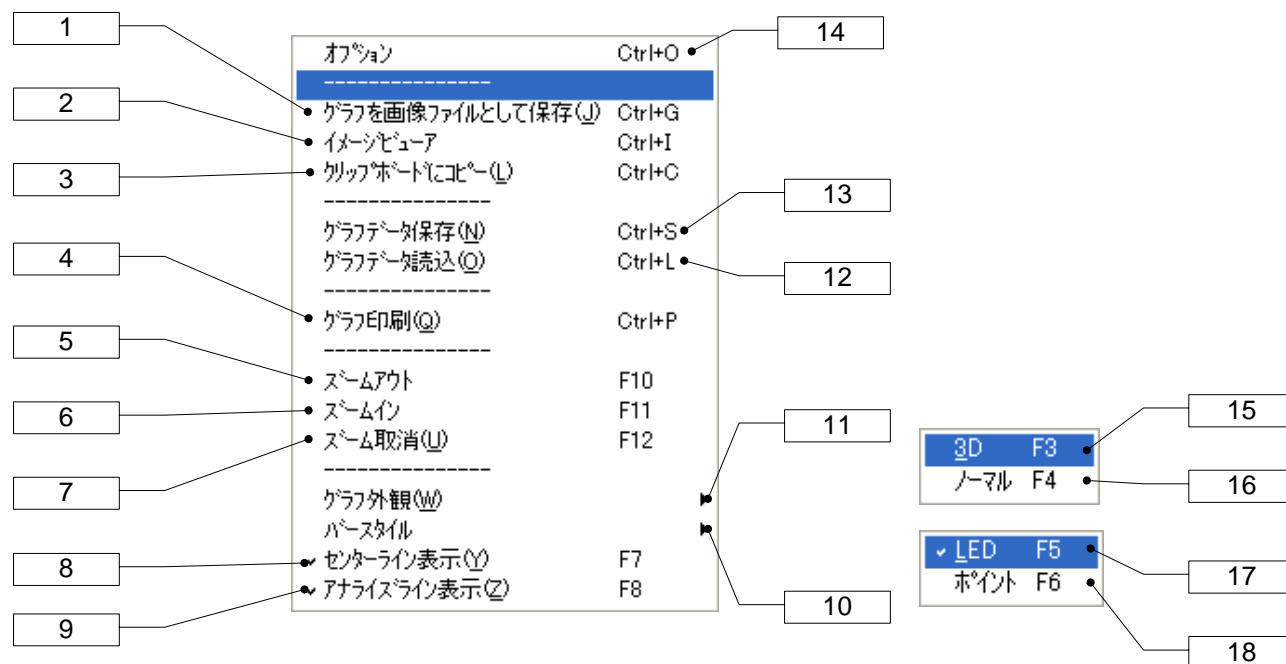 1
14
オプション Ctrl+O
---------------
2
グラフを画像ファイルとして保存(J) Ctrl+G
イメージビューア Ctrl+I
3
クリップボードにコピー(L) Ctrl+C
---------------
13
グラフデータ保存(N) Ctrl+S
4
グラフデータ読込(O) Ctrl+L
12
---------------
グラフ印刷(Q) Ctrl+P
5
---------------
ズームアウト F10
6
ズームイン F11
11
15
ズーム取消(U) F12
3D F3
---------------
7
ノーマル F4
16
グラフ外観(W)
バースタイル
8
センターライン表示(Y) F7
LED F5
17
アナライズライン表示(Z) F8
ポイント F6
10
9
18